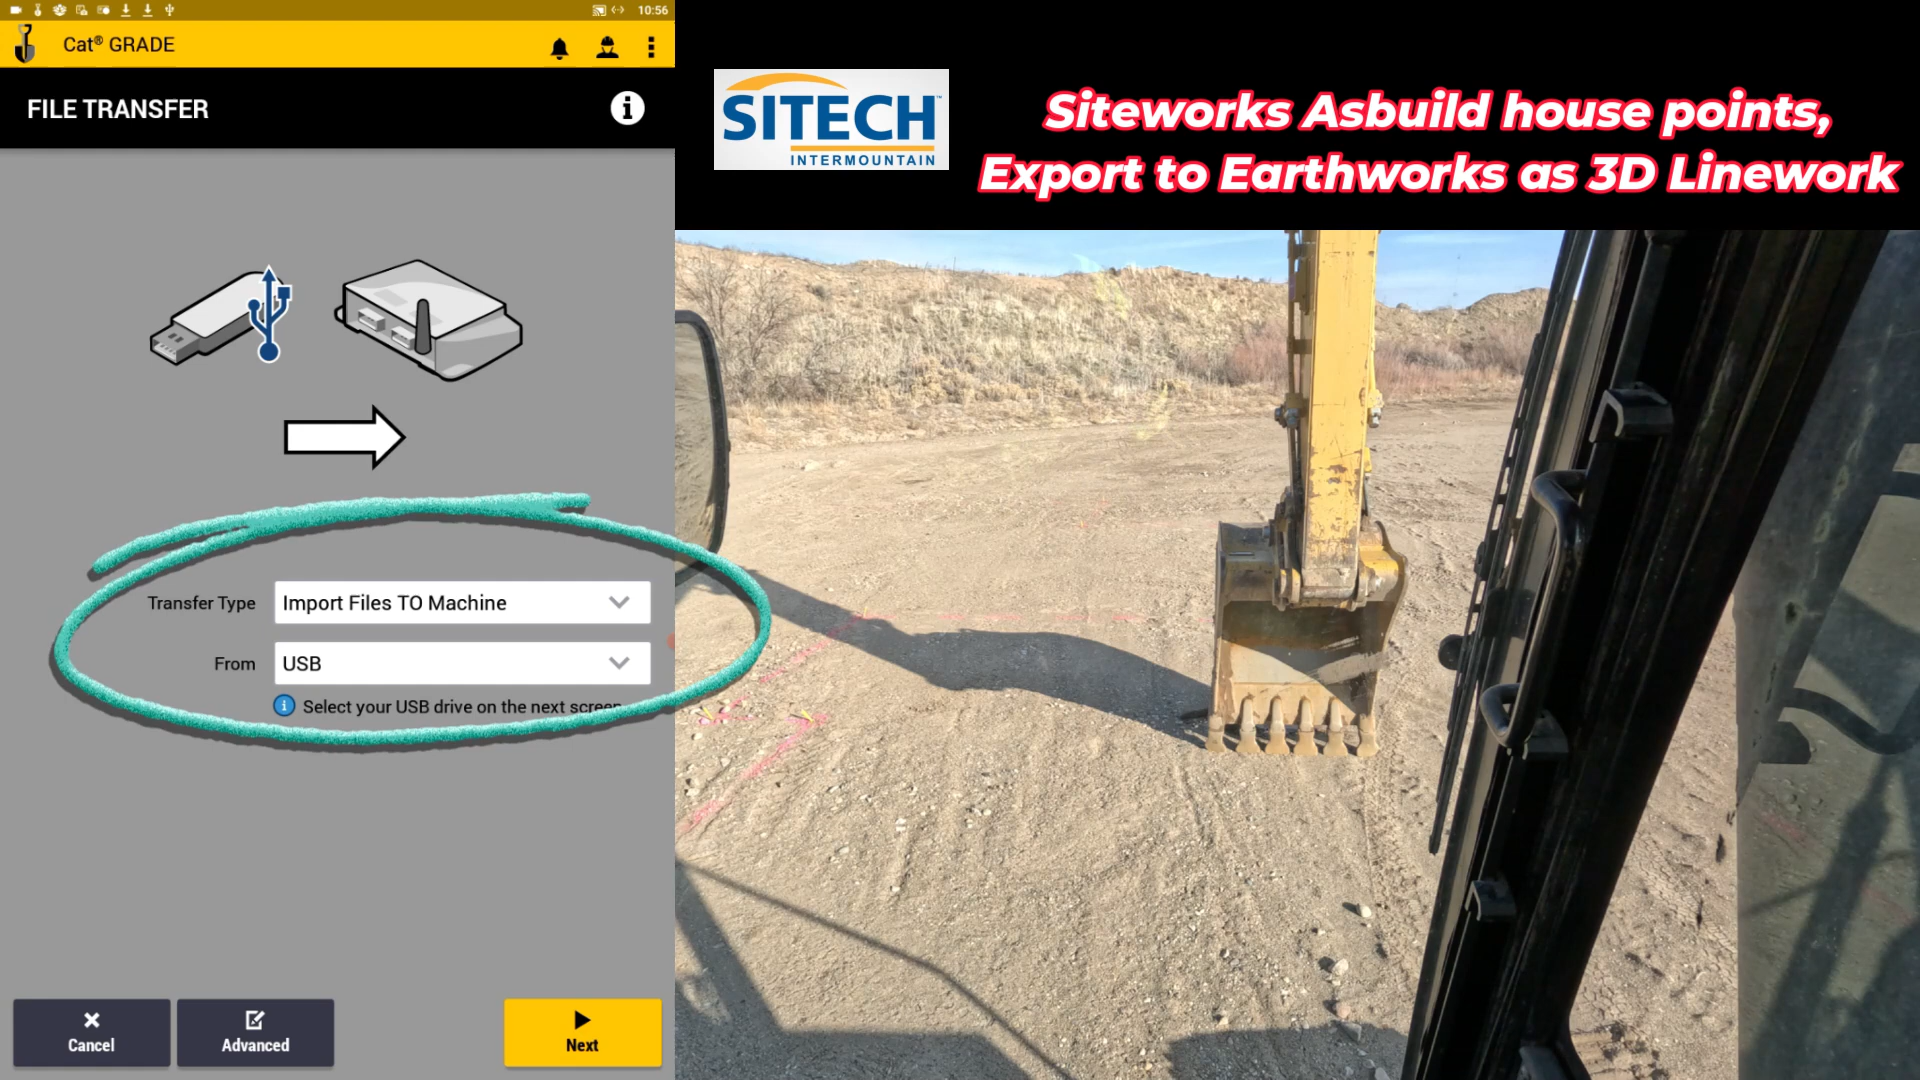 10:56
Cat® GRADE
FILE TRANSFER
Transfer Type
Import Files TO Machine
From
USB
Select your USB drive on the next screen
Cancel
Advanced
Next
SITECH™
INTERMOUNTAIN
Siteworks Asbuild house points,
Export to Earthworks as 3D Linework